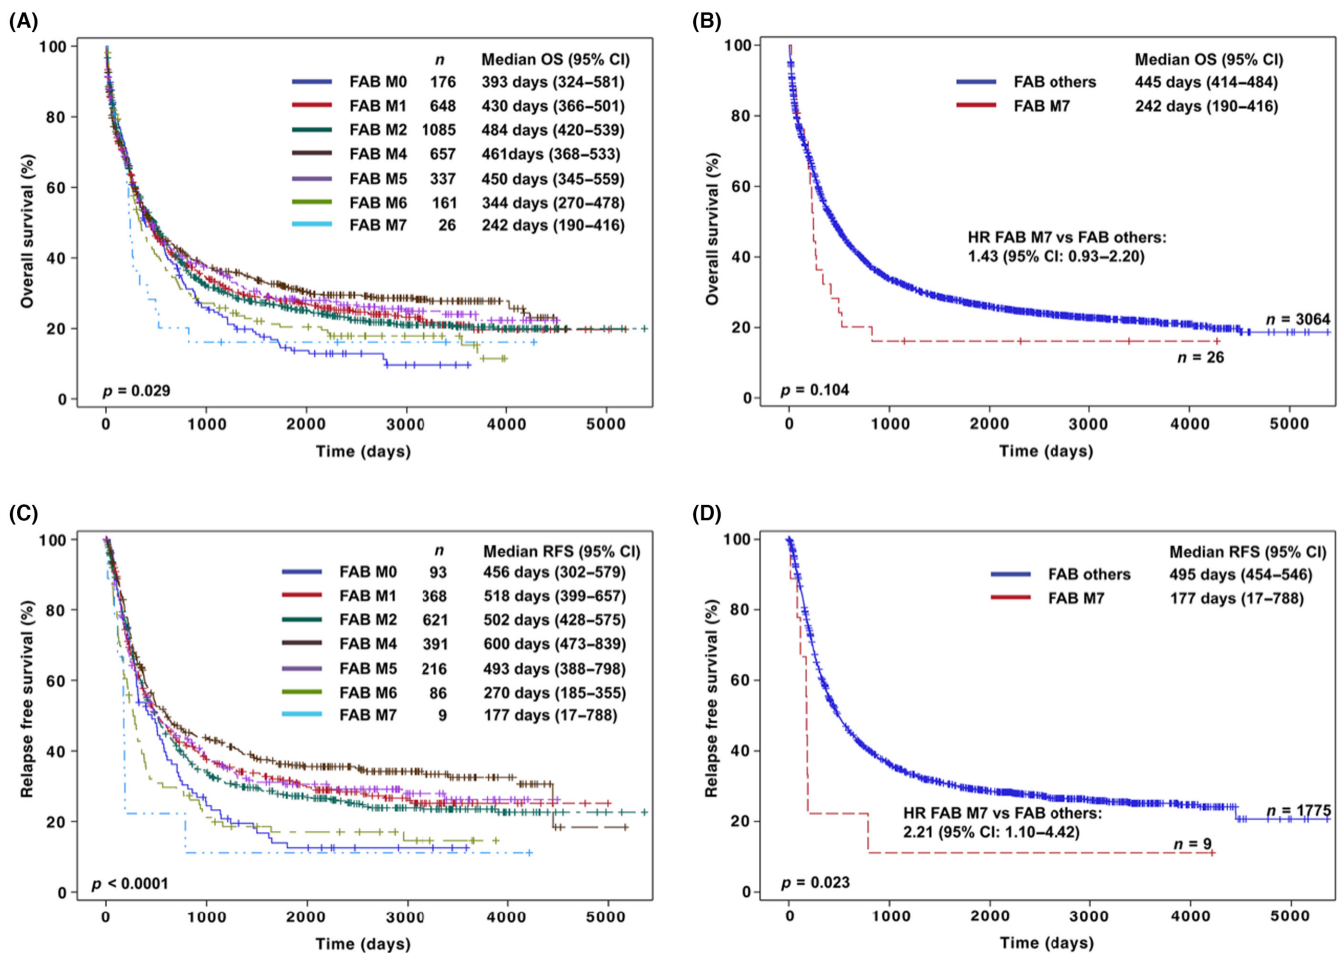 (A)
n Median OS (95% CI)
FAB M0 176 393 days (324–581)
FAB M1 648 430 days (366–501)
FAB M2 1085 484 days (420–539)
FAB M4 657 461days (368–533)
FAB M5 337 450 days (345–559)
FAB M6 161 344 days (270–478)
FAB M7 26 242 days (190–416)
Overall survival (%)
100
80
60
40
20
0
p = 0.029
0 1000 2000 3000 4000 5000
Time (days)
(B)
Median OS (95% CI)
FAB others 445 days (414–484)
FAB M7 242 days (190–416)
HR FAB M7 vs FAB others:
1.43 (95% CI: 0.93–2.20)
Overall survival (%)
100
80
60
40
20
0
n = 3064
n = 26
p = 0.104
0 1000 2000 3000 4000 5000
Time (days)
(C)
n Median RFS (95% CI)
FAB M0 93 456 days (302–579)
FAB M1 368 518 days (399–657)
FAB M2 621 502 days (428–575)
FAB M4 391 600 days (473–839)
FAB M5 216 493 days (388–798)
FAB M6 86 270 days (185–355)
FAB M7 9 177 days (17–788)
Relapse free survival (%)
100
80
60
40
20
0
p < 0.0001
0 1000 2000 3000 4000 5000
Time (days)
(D)
Median RFS (95% CI)
FAB others 495 days (454–546)
FAB M7 177 days (17–788)
Relapse free survival (%)
100
80
60
40
20
0
HR FAB M7 vs FAB others:
2.21 (95% CI: 1.10–4.42)
n = 1775
n = 9
p = 0.023
0 1000 2000 3000 4000 5000
Time (days)